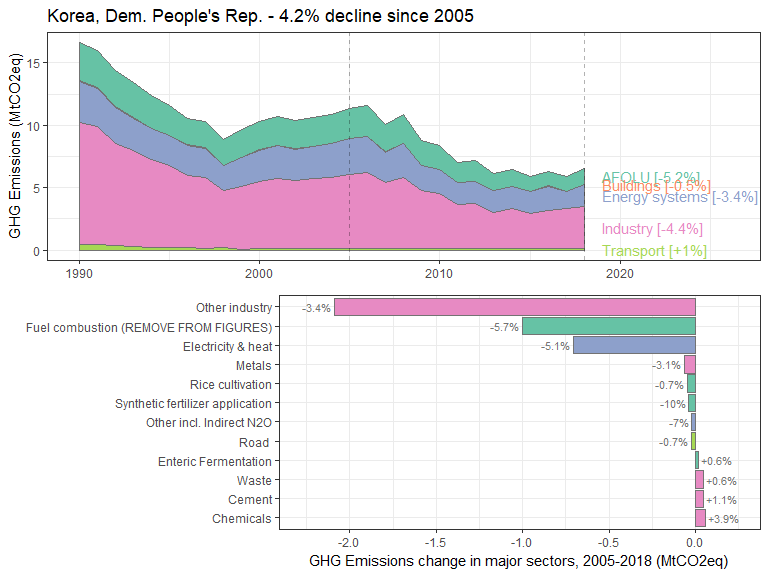 Korea, Dem. People's Rep. - 4.2% decline since 2005
GHG Emissions (MtCO2eq)
15
10
5
0
1990
2000
2010
2020
AFOLU [-5.2%]
Buildings [-0.5%]
Energy systems [-3.4%]
Industry [-4.4%]
Transport [+1%]
Other industry -3.4%
Fuel combustion (REMOVE FROM FIGURES) -5.7%
Electricity & heat -5.1%
Metals -3.1%
Rice cultivation -0.7%
Synthetic fertilizer application -10%
Other incl. Indirect N2O -7%
Road -0.7%
Enteric Fermentation +0.6%
Waste +0.6%
Cement +1.1%
Chemicals +3.9%
-2.0 -1.5 -1.0 -0.5 0.0
GHG Emissions change in major sectors, 2005-2018 (MtCO2eq)